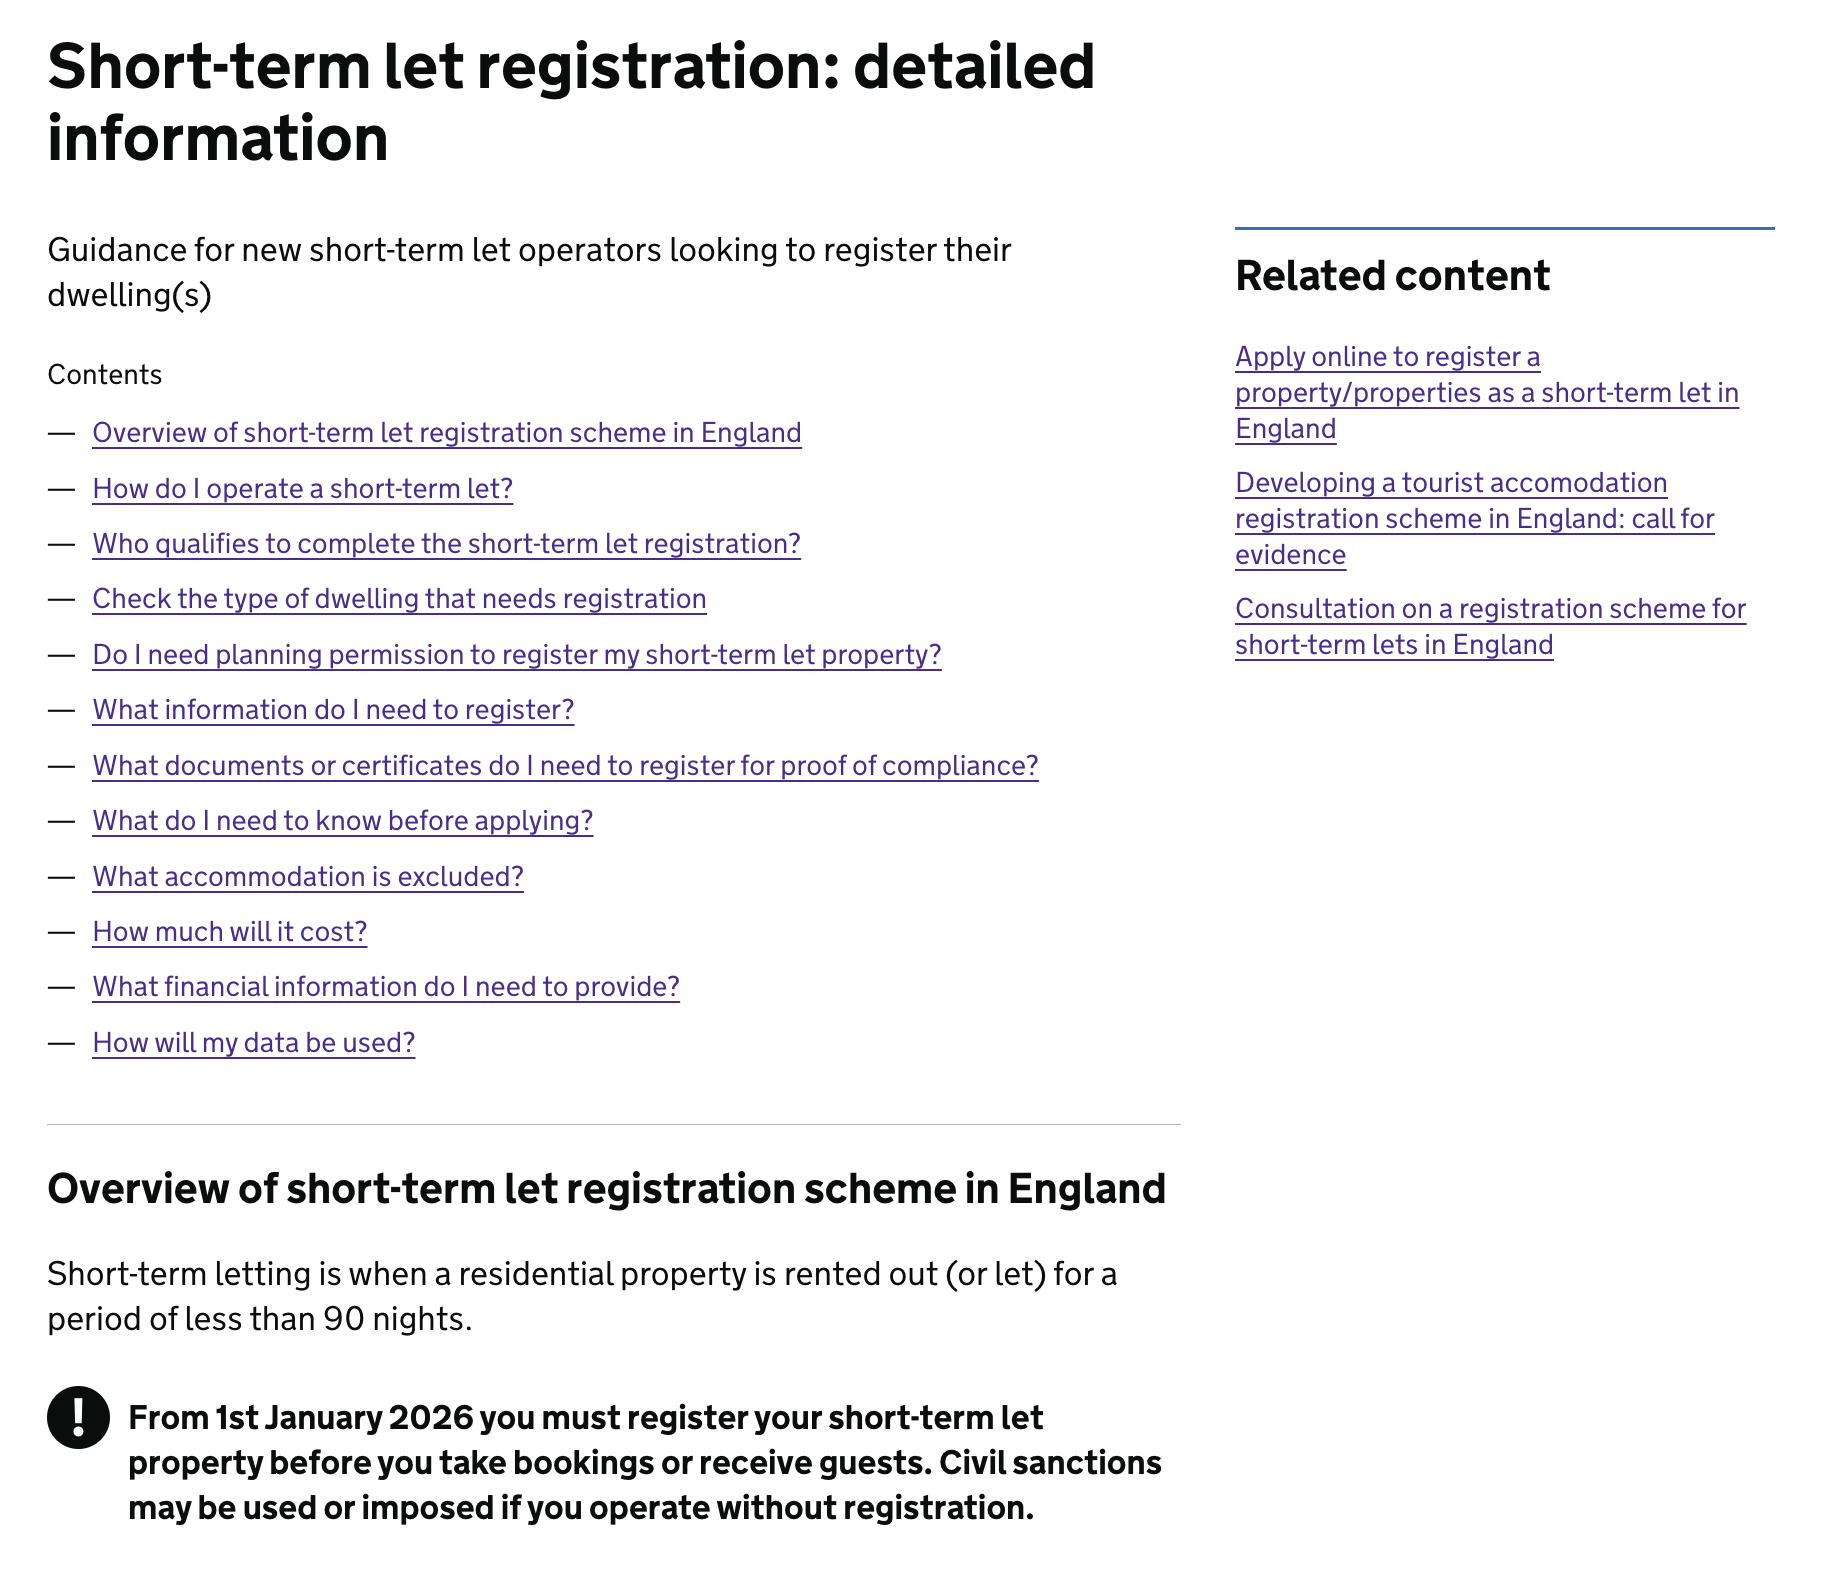 Short-term let registration: detailed
information
Guidance for new short-term let operators looking to register their
dwelling(s)
Contents
— Overview of short-term let registration scheme in England
— How do I operate a short-term let?
— Who qualifies to complete the short-term let registration?
— Check the type of dwelling that needs registration
— Do I need planning permission to register my short-term let property?
— What information do I need to register?
— What documents or certificates do I need to register for proof of compliance?
— What do I need to know before applying?
— What accommodation is excluded?
— How much will it cost?
— What financial information do I need to provide?
— How will my data be used?
Related content
Apply online to register a
property/properties as a short-term let in
England
Developing a tourist accomodation
registration scheme in England: call for
evidence
Consultation on a registration scheme for
short-term lets in England
Overview of short-term let registration scheme in England
Short-term letting is when a residential property is rented out (or let) for a
period of less than 90 nights.
! From 1st January 2026 you must register your short-term let
property before you take bookings or receive guests. Civil sanctions
may be used or imposed if you operate without registration.